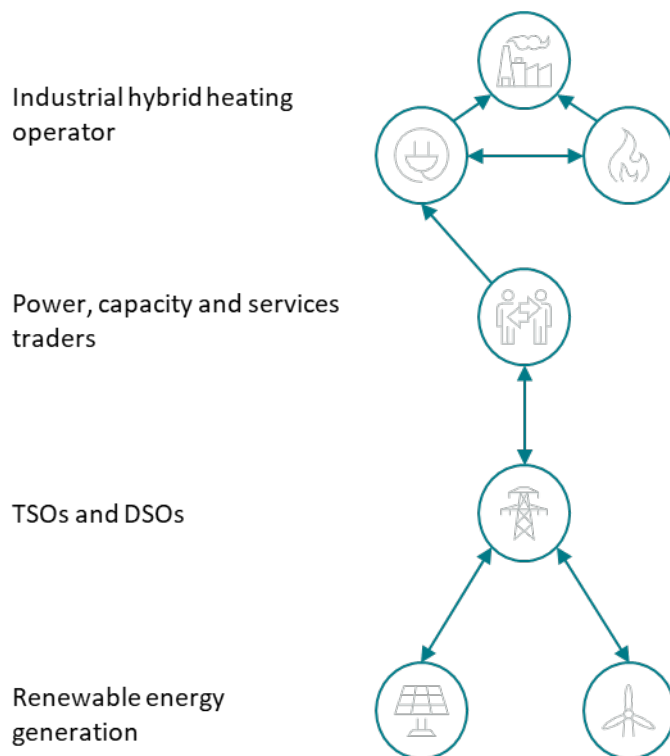 Industrial hybrid heating
operator
Power, capacity and services
traders
TSOs and DSOs
Renewable energy
generation